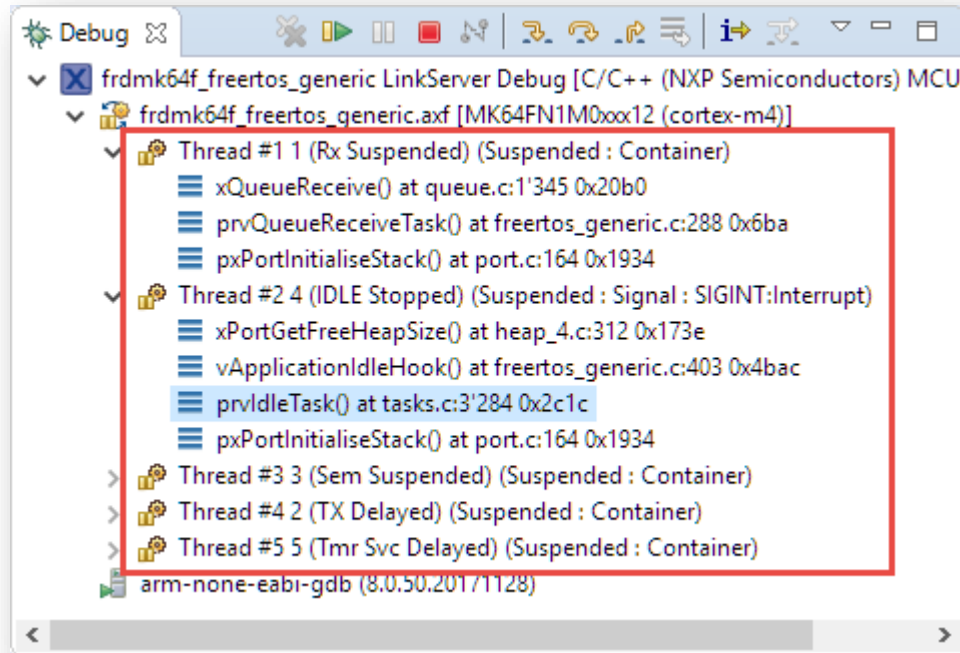 Debug
frdmk64f_freertos_generic LinkServer Debug [C/C++ (NXP Semiconductors) MCU
frdmk64f_freertos_generic.axf [MK64FN1M0xxx12 (cortex-m4)]
Thread #1 1 (Rx Suspended) (Suspended : Container)
xQueueReceive() at queue.c:1'345 0x20b0
prvQueueReceiveTask() at freertos_generic.c:288 0x6ba
pxPortInitialiseStack() at port.c:164 0x1934
Thread #2 4 (IDLE Stopped) (Suspended : Signal : SIGINT:Interrupt)
xPortGetFreeHeapSize() at heap_4.c:312 0x173e
vApplicationIdleHook() at freertos_generic.c:403 0x4bac
prvIdleTask() at tasks.c:3'284 0x2c1c
pxPortInitialiseStack() at port.c:164 0x1934
Thread #3 3 (Sem Suspended) (Suspended : Container)
Thread #4 2 (TX Delayed) (Suspended : Container)
Thread #5 5 (Tmr Svc Delayed) (Suspended : Container)
arm-none-eabi-gdb (8.0.50.20171128)